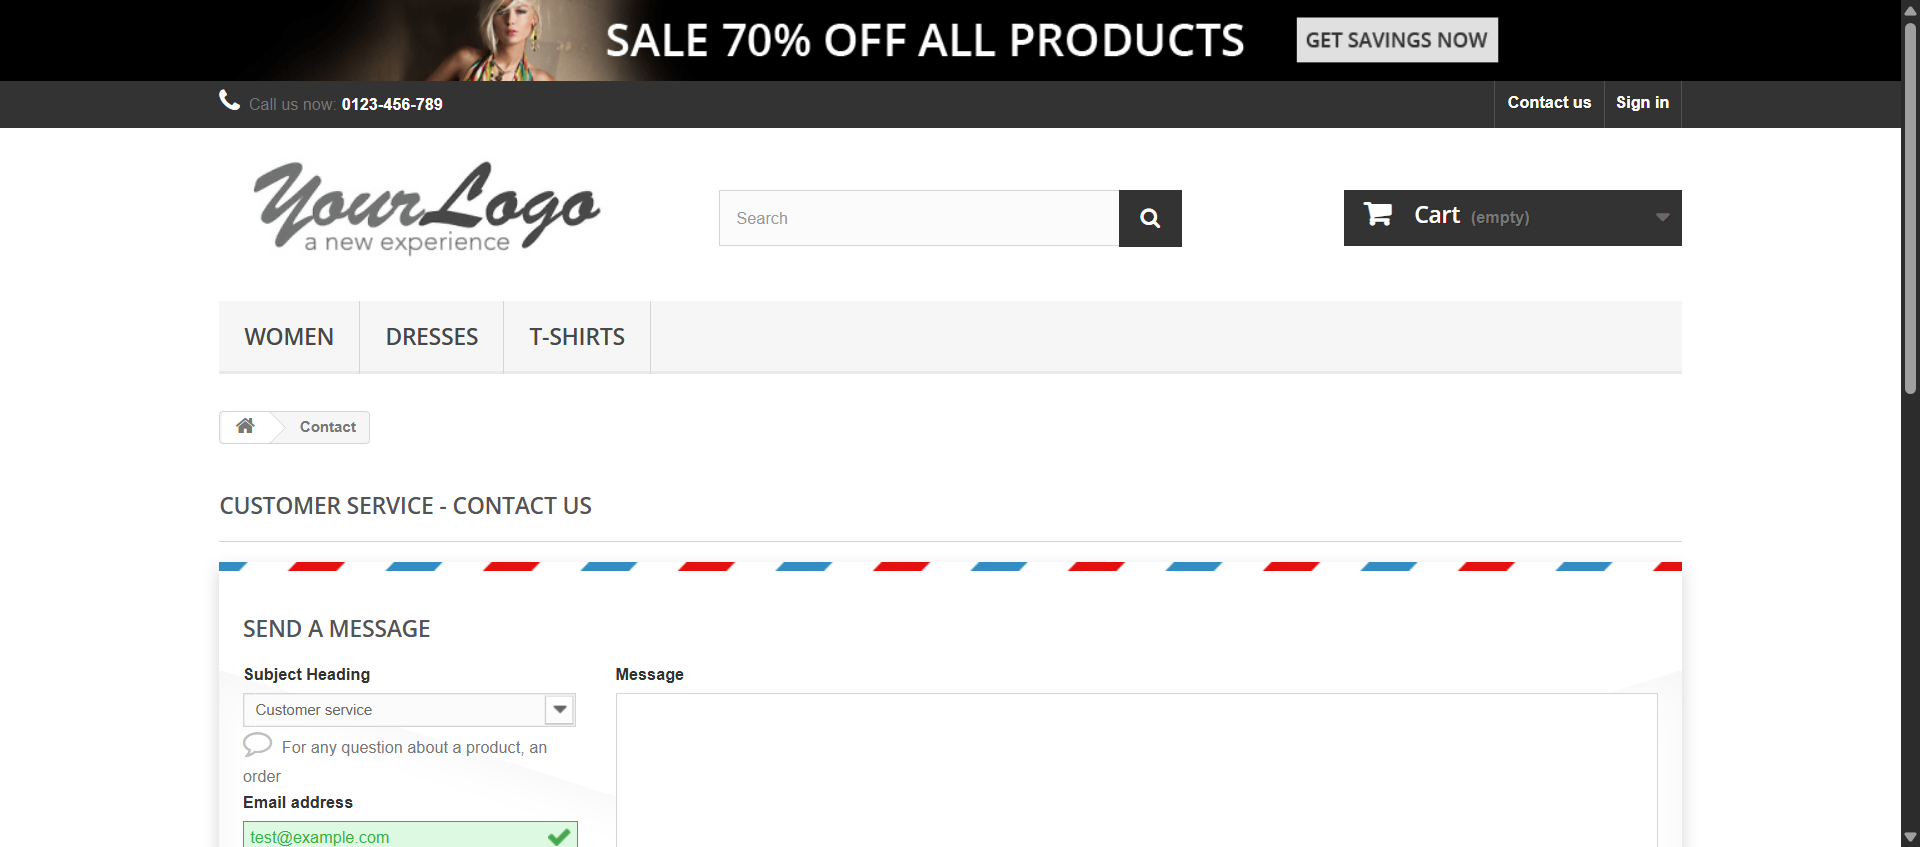 SALE 70% OFF ALL PRODUCTS GET SAVINGS NOW
Call us now: 0123-456-789 Contact us Sign in
YourLogo
a new experience
Search
Cart (empty)
WOMEN DRESSES T-SHIRTS
Contact
CUSTOMER SERVICE - CONTACT US
SEND A MESSAGE
Subject Heading
Customer service
For any question about a product, an
order
Email address
test@example.com
Message